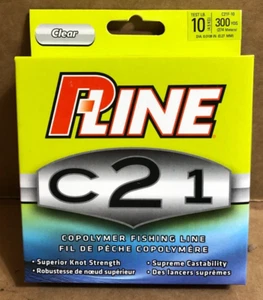 Clear
TEST LB
10
300
YDS
P-LINE
C21
COPOLYMER FISHING LINE
FIL DE PÊCHE COPOLYMÈRE
• Superior Knot Strength
• Supreme Castability
• Robustesse de nœud supérieur
• Des lancers suprêmes